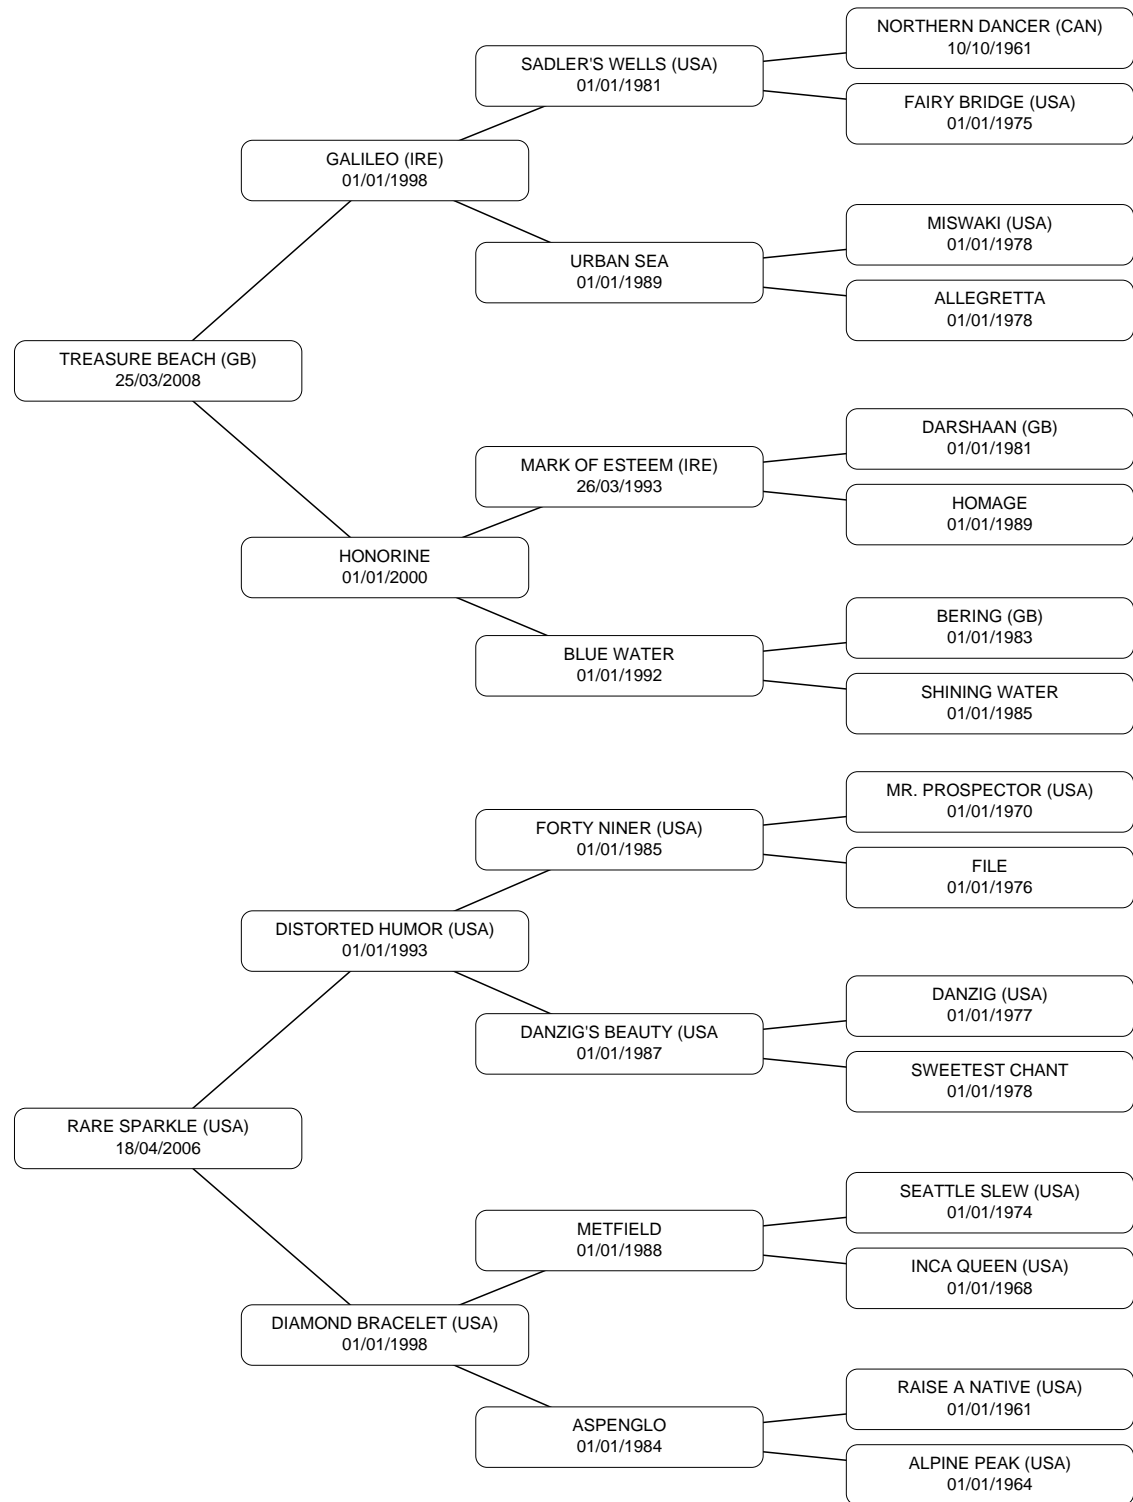 NORTHERN DANCER (CAN)
10/10/1961
SADLER'S WELLS (USA)
01/01/1981
FAIRY BRIDGE (USA)
01/01/1975
GALILEO (IRE)
01/01/1998
MISWAKI (USA)
01/01/1978
URBAN SEA
01/01/1989
ALLEGRETTA
01/01/1978
TREASURE BEACH (GB)
25/03/2008
DARSHAAN (GB)
01/01/1981
MARK OF ESTEEM (IRE)
26/03/1993
HOMAGE
01/01/1989
HONORINE
01/01/2000
BERING (GB)
01/01/1983
BLUE WATER
01/01/1992
SHINING WATER
01/01/1985
MR. PROSPECTOR (USA)
01/01/1970
FORTY NINER (USA)
01/01/1985
FILE
01/01/1976
DISTORTED HUMOR (USA)
01/01/1993
DANZIG (USA)
01/01/1977
DANZIG'S BEAUTY (USA
01/01/1987
SWEETEST CHANT
01/01/1978
RARE SPARKLE (USA)
18/04/2006
SEATTLE SLEW (USA)
01/01/1974
METFIELD
01/01/1988
INCA QUEEN (USA)
01/01/1968
DIAMOND BRACELET (USA)
01/01/1998
RAISE A NATIVE (USA)
01/01/1961
ASPENGLO
01/01/1984
ALPINE PEAK (USA)
01/01/1964